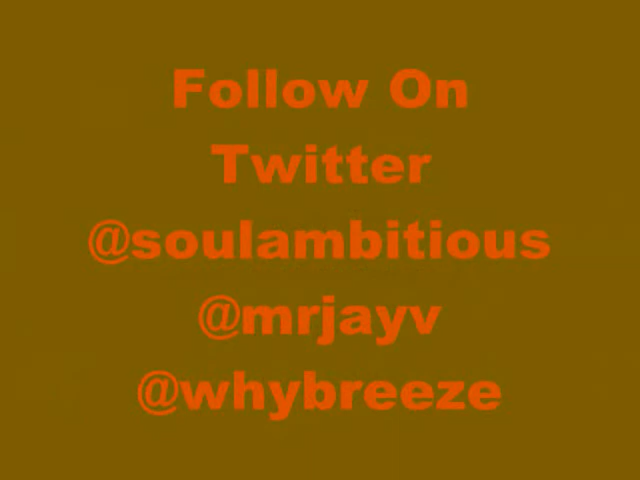 Follow On
Twitter
@soulambitious
@mrjayv
@whybreeze